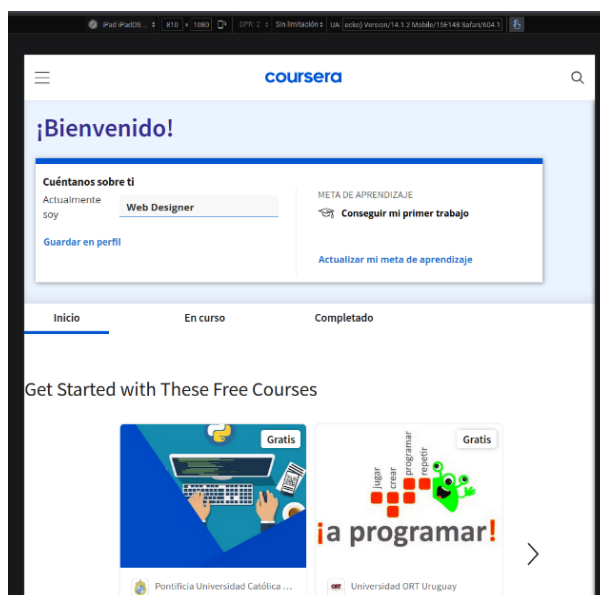 iPad iPadOS ... 810 × 1080 DPR: 2 Sin limitación UA: ecko) Version/14.1.2 Mobile/15E148 Safari/604.1
coursera
¡Bienvenido!
Cuéntanos sobre ti
Actualmente soy
Web Designer
Guardar en perfil
META DE APRENDIZAJE
Conseguir mi primer trabajo
Actualizar mi meta de aprendizaje
Inicio En curso Completado
Get Started with These Free Courses
Gratis
Gratis
jugar
crear
programar
repetir
¡a programar!
Pontificia Universidad Católica ...
ORT Universidad ORT Uruguay